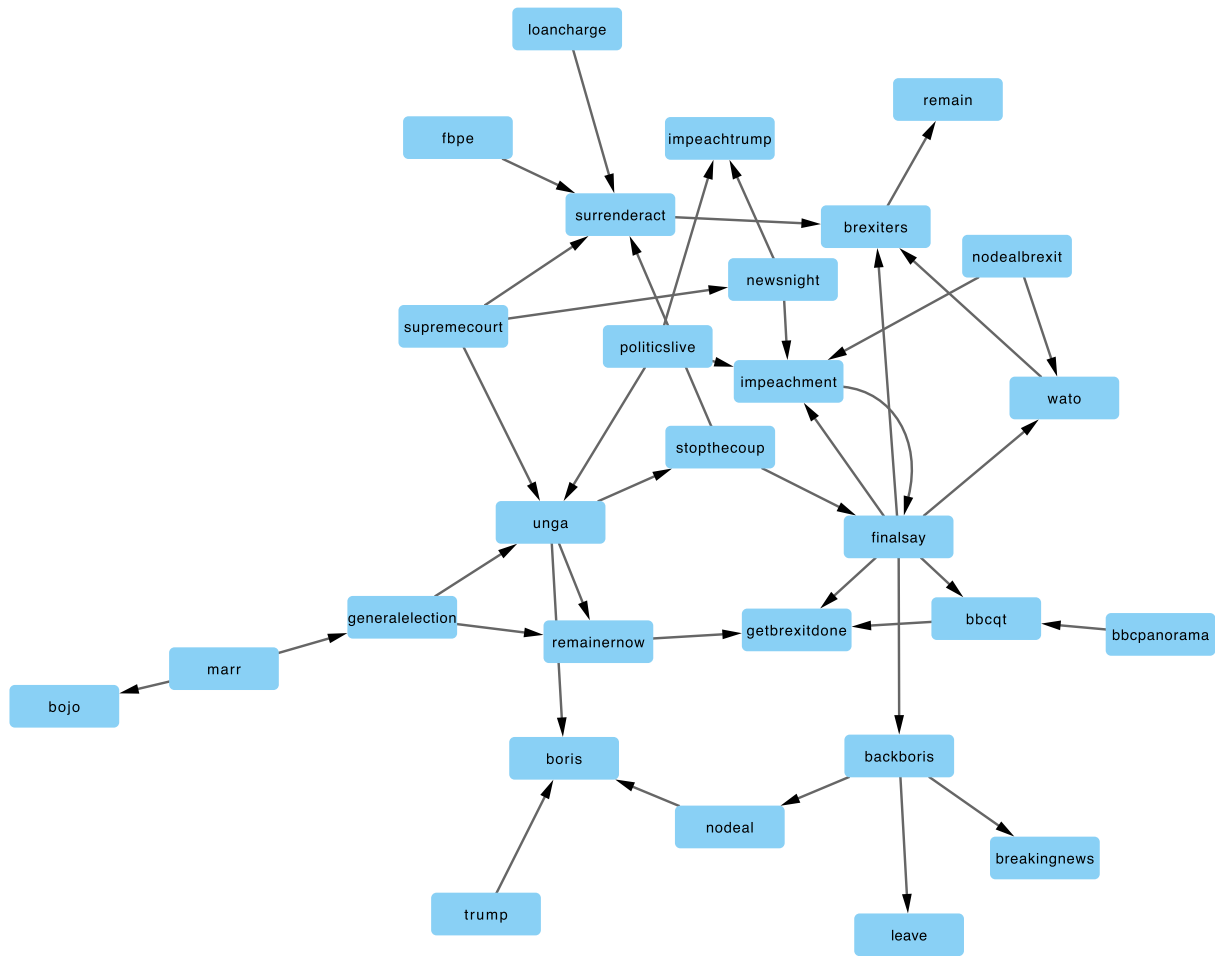 loancharge
remain
fbpe
impeachtrump
surrenderact
brexiters
nodealbrexit
newsnight
supremecourt
politicslive
impeachment
wato
stopthecoup
unga
finalsay
generalelection
bbcqt
getbrexitdone
bbcpanorama
remainernow
marr
bojo
boris
backboris
nodeal
breakingnews
trump
leave